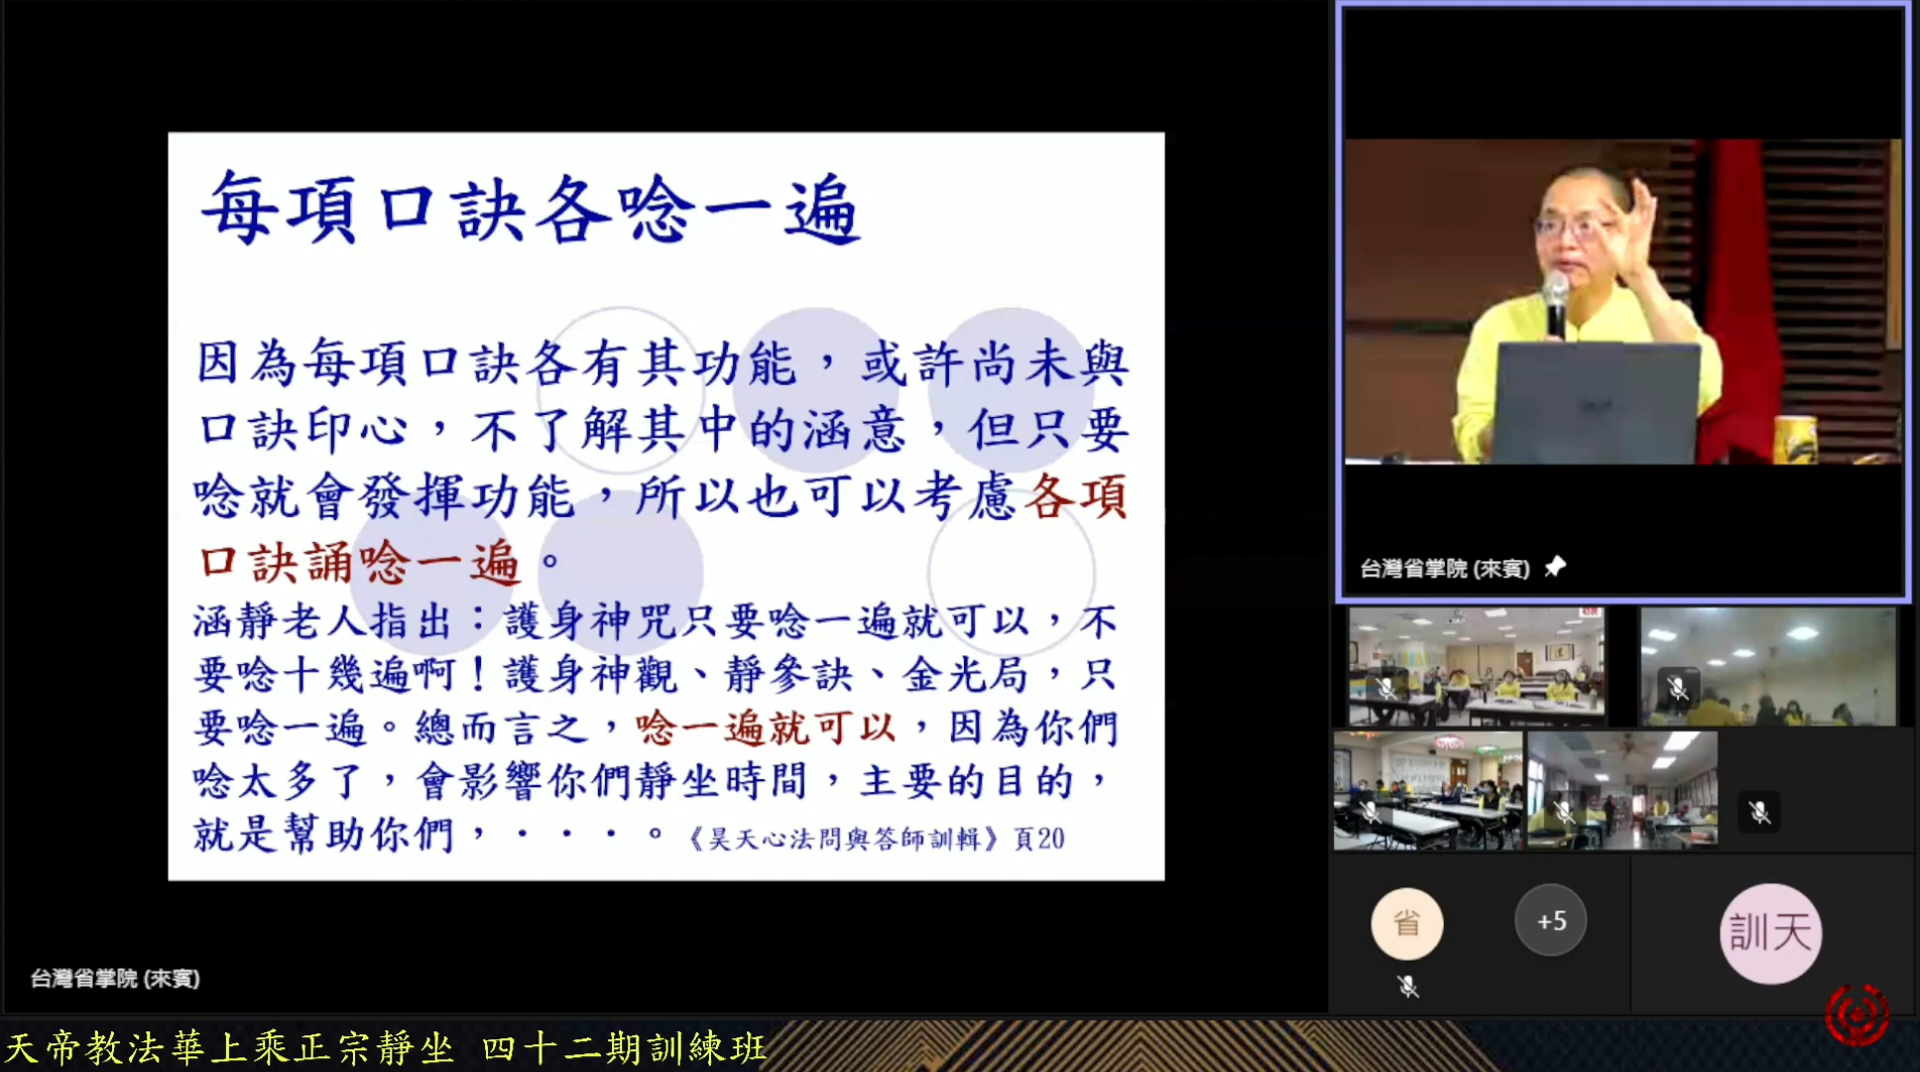 每項口訣各唸一遍
因為每項口訣各有其功能，或許尚未與
口訣印心，不了解其中的涵意，但只要
唸就會發揮功能，所以也可以考慮各項
口訣誦唸一遍。
涵靜老人指出：護身神咒只要唸一遍就可以，不
要唸十幾遍啊！護身神觀、靜參訣、金光局，只
要唸一遍。總而言之，唸一遍就可以，因為你們
唸太多了，會影響你們靜坐時間，主要的目的，
就是幫助你們，・・・。《昊天心法問與答師訓輯》頁20
台灣省掌院 (來賓)
台灣省掌院 (來賓)
省
+5
訓天
天帝教法華上乘正宗靜坐 四十二期訓練班